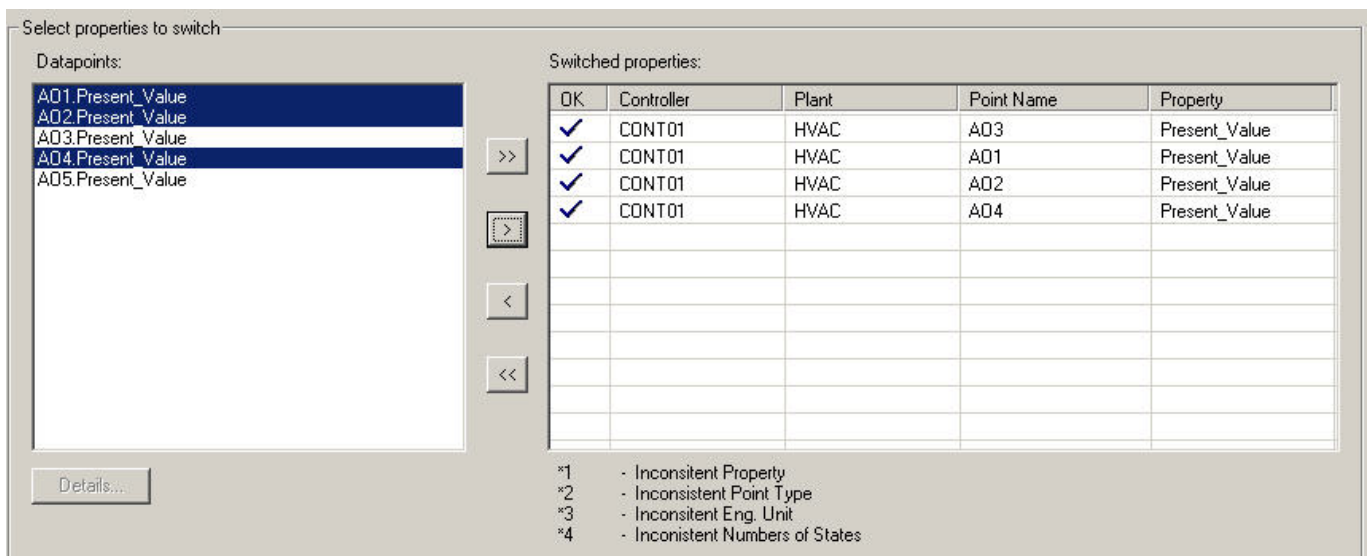 Select properties to switch
Datapoints:
Switched properties:
AO1.Present_Value
AO2.Present_Value
AO3.Present_Value
AO4.Present_Value
AO5.Present_Value
>>
>
<
<<
OK Controller Plant Point Name Property
CONT01 HVAC AO3 Present_Value
CONT01 HVAC AO1 Present_Value
CONT01 HVAC AO2 Present_Value
CONT01 HVAC AO4 Present_Value
Details...
*1 - Inconsitent Property
*2 - Inconsistent Point Type
*3 - Inconsitent Eng. Unit
*4 - Inconistent Numbers of States